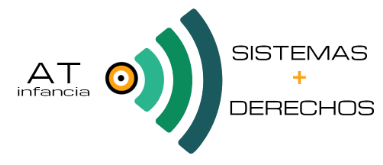 AT
infancia
SISTEMAS
+
DERECHOS